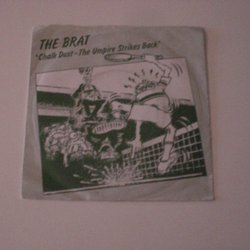 THE BRAT
"Chalk Dust-The Umpire Strikes Back"